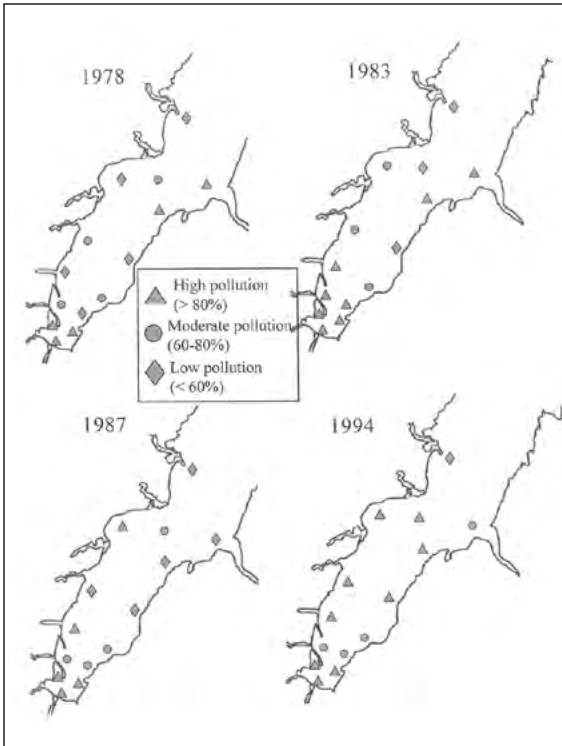 1978
1983
High pollution
(> 80%)
Moderate pollution
(60-80%)
Low pollution
(< 60%)
1987
1994